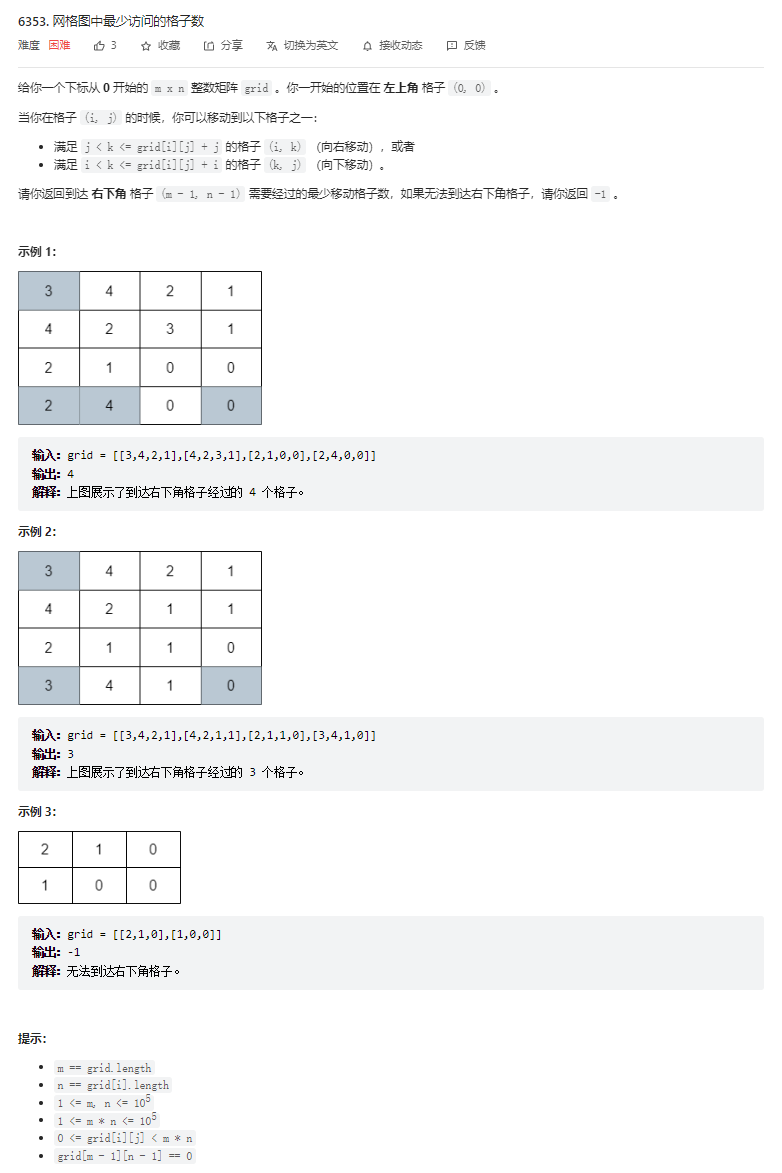 6353. 网格图中最少访问的格子数
难度 困难 3 收藏 分享 切换为英文 接收动态 反馈
给你一个下标从 0 开始的 m x n 整数矩阵 grid 。你一开始的位置在 左上角 格子 (0, 0) 。
当你在格子 (i, j) 的时候，你可以移动到以下格子之一：
• 满足 j < k <= grid[i][j] + j 的格子 (i, k) （向右移动），或者
• 满足 i < k <= grid[i][j] + i 的格子 (k, j) （向下移动）。
请你返回到达 右下角 格子 (m - 1, n - 1) 需要经过的最少移动格子数，如果无法到达右下角格子，请你返回 -1 。
示例 1：
3 4 2 1
4 2 3 1
2 1 0 0
2 4 0 0
输入：grid = [[3,4,2,1],[4,2,3,1],[2,1,0,0],[2,4,0,0]]
输出：4
解释：上图展示了到达右下角格子经过的 4 个格子。
示例 2：
3 4 2 1
4 2 1 1
2 1 1 0
3 4 1 0
输入：grid = [[3,4,2,1],[4,2,1,1],[2,1,1,0],[3,4,1,0]]
输出：3
解释：上图展示了到达右下角格子经过的 3 个格子。
示例 3：
2 1 0
1 0 0
输入：grid = [[2,1,0],[1,0,0]]
输出：-1
解释：无法到达右下角格子。
提示：
• m == grid.length
• n == grid[i].length
• 1 <= m, n <= 10^5
• 1 <= m * n <= 10^5
• 0 <= grid[i][j] < m * n
• grid[m - 1][n - 1] == 0